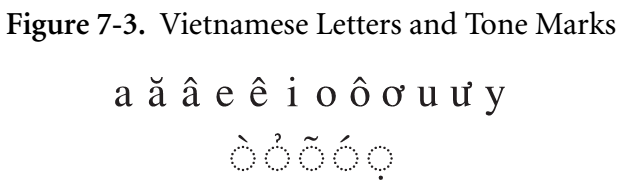 Figure 7-3. Vietnamese Letters and Tone Marks
a ă â e ê i o ô ơ u ư y
◌̀ ◌̉ ◌̃ ◌́ ◌̣